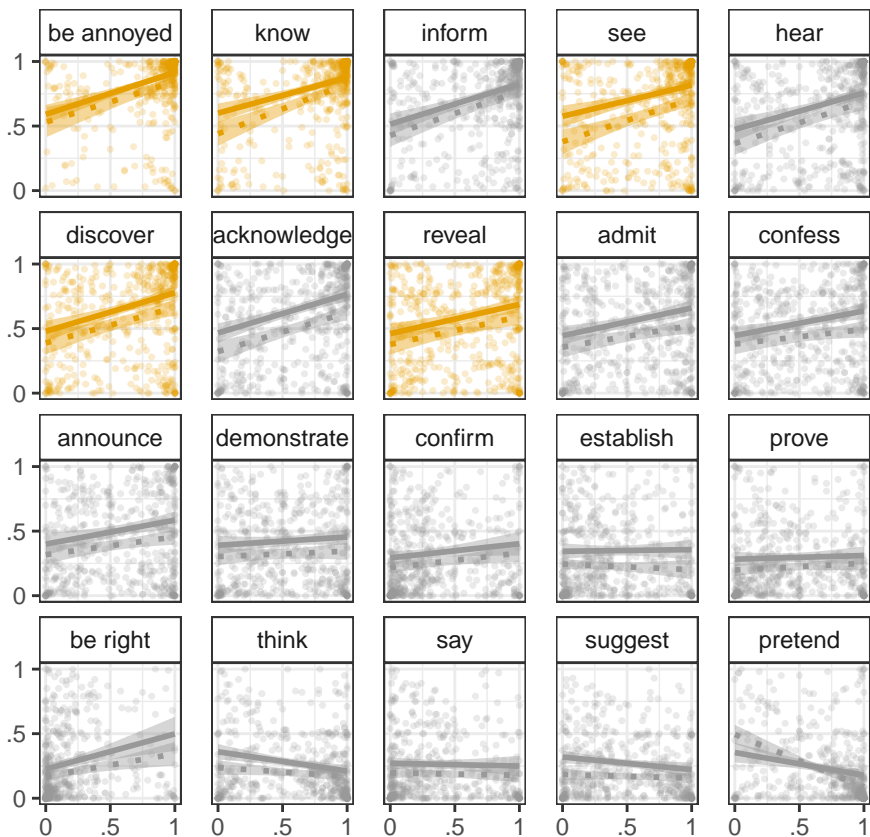 be annoyed know inform see hear
1
.5
0
discover acknowledge reveal admit confess
1
.5
0
announce demonstrate confirm establish prove
1
.5
0
be right think say suggest pretend
1
.5
0
0 .5 1 0 .5 1 0 .5 1 0 .5 1 0 .5 1